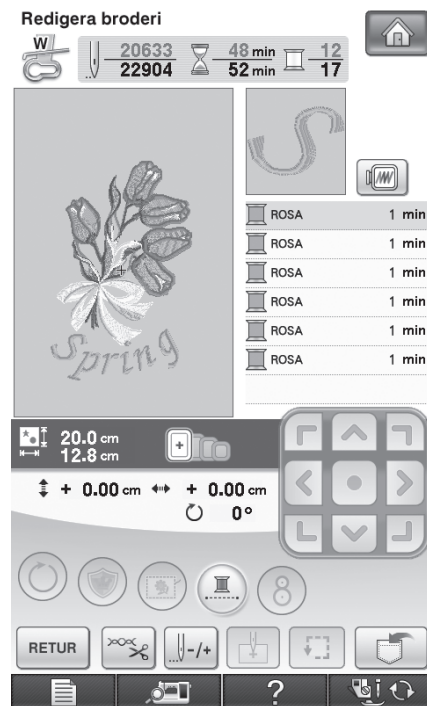 Redigera broderi
W
20633 48 min 12
22904 52 min 17
ROSA 1 min
ROSA 1 min
ROSA 1 min
ROSA 1 min
ROSA 1 min
ROSA 1 min
Spring
20.0 cm
12.8 cm
+ 0.00 cm + 0.00 cm
0°
RETUR
-/+
?